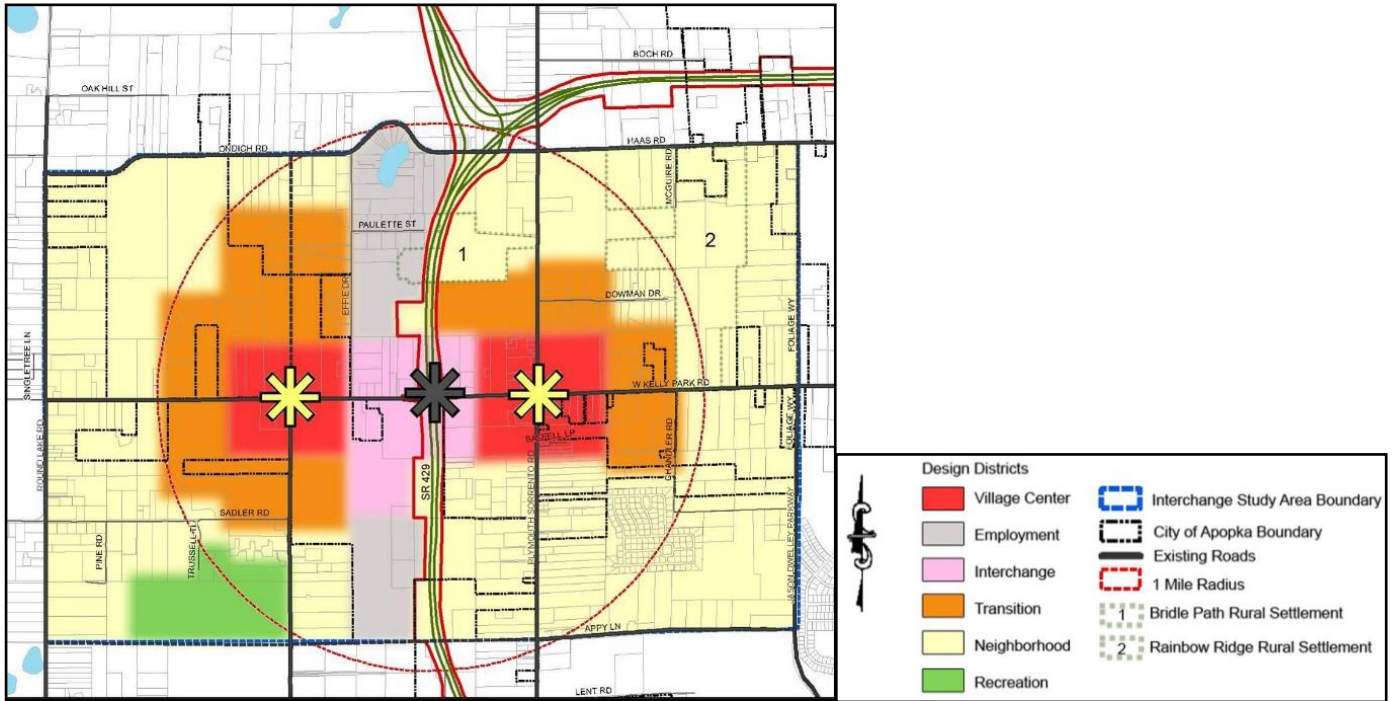 BOCH RD
OAK HILL ST
ONDICH RD
HAAS RD
MCGUIRE RD
PAULETTE ST
1
2
EFFIE DR
DOWMAN DR
FOLIAGE WY
SINGLETREE LN
W KELLY PARK RD
FOLIAGE WY
ROUND LAKE RD
SR 429
PLYMOUTH SORRENTO RD
CHANDLER RD
SADLER RD
PINE RD
JASON DWELLEY PARKWAY
APPY LN
LENT RD
Design Districts
Village Center
Employment
Interchange
Transition
Neighborhood
Recreation
Interchange Study Area Boundary
City of Apopka Boundary
Existing Roads
1 Mile Radius
1 Bridle Path Rural Settlement
2 Rainbow Ridge Rural Settlement